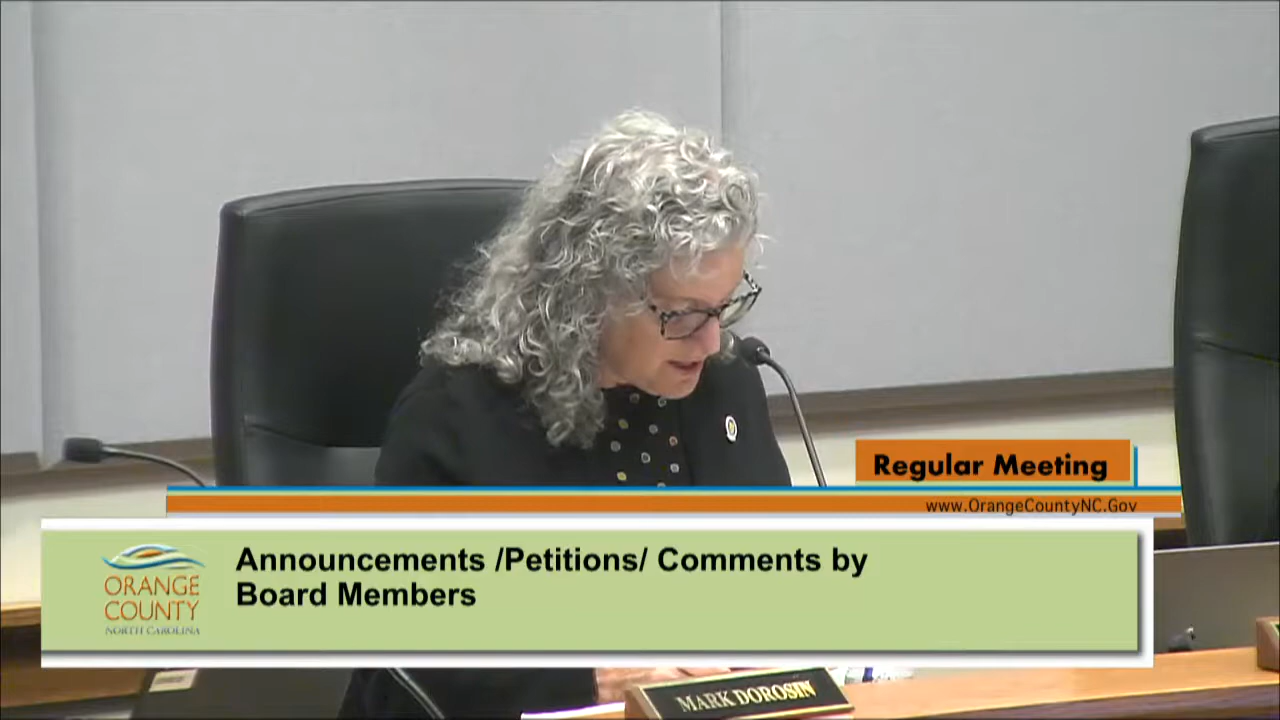 Regular Meeting
www.OrangeCountyNC.Gov
Announcements /Petitions/ Comments by
Board Members
ORANGE
COUNTY
NORTH CAROLINA
MARK DOROSIN